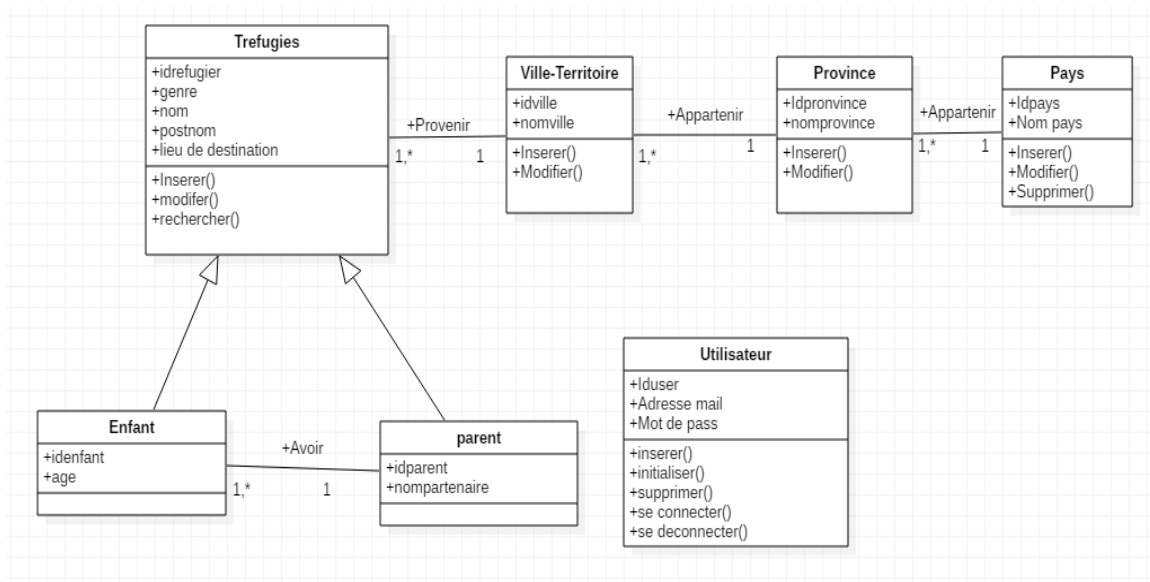 Trefugies
+idrefugier
+genre
+nom
+postnom
+lieu de destination
+Inserer()
+modifer()
+rechercher()
+Provenir
1,*
1
Ville-Territoire
+idville
+nomville
+Inserer()
+Modifier()
+Appartenir
1,*
1
Province
+Idpronvince
+nomprovince
+Inserer()
+Modifier()
+Appartenir
1,*
1
Pays
+Idpays
+Nom pays
+Inserer()
+Modifier()
+Supprimer()
Enfant
+idenfant
+age
+Avoir
1,*
1
parent
+idparent
+nompartenaire
Utilisateur
+Iduser
+Adresse mail
+Mot de pass
+inserer()
+initialiser()
+supprimer()
+se connecter()
+se deconnecter()